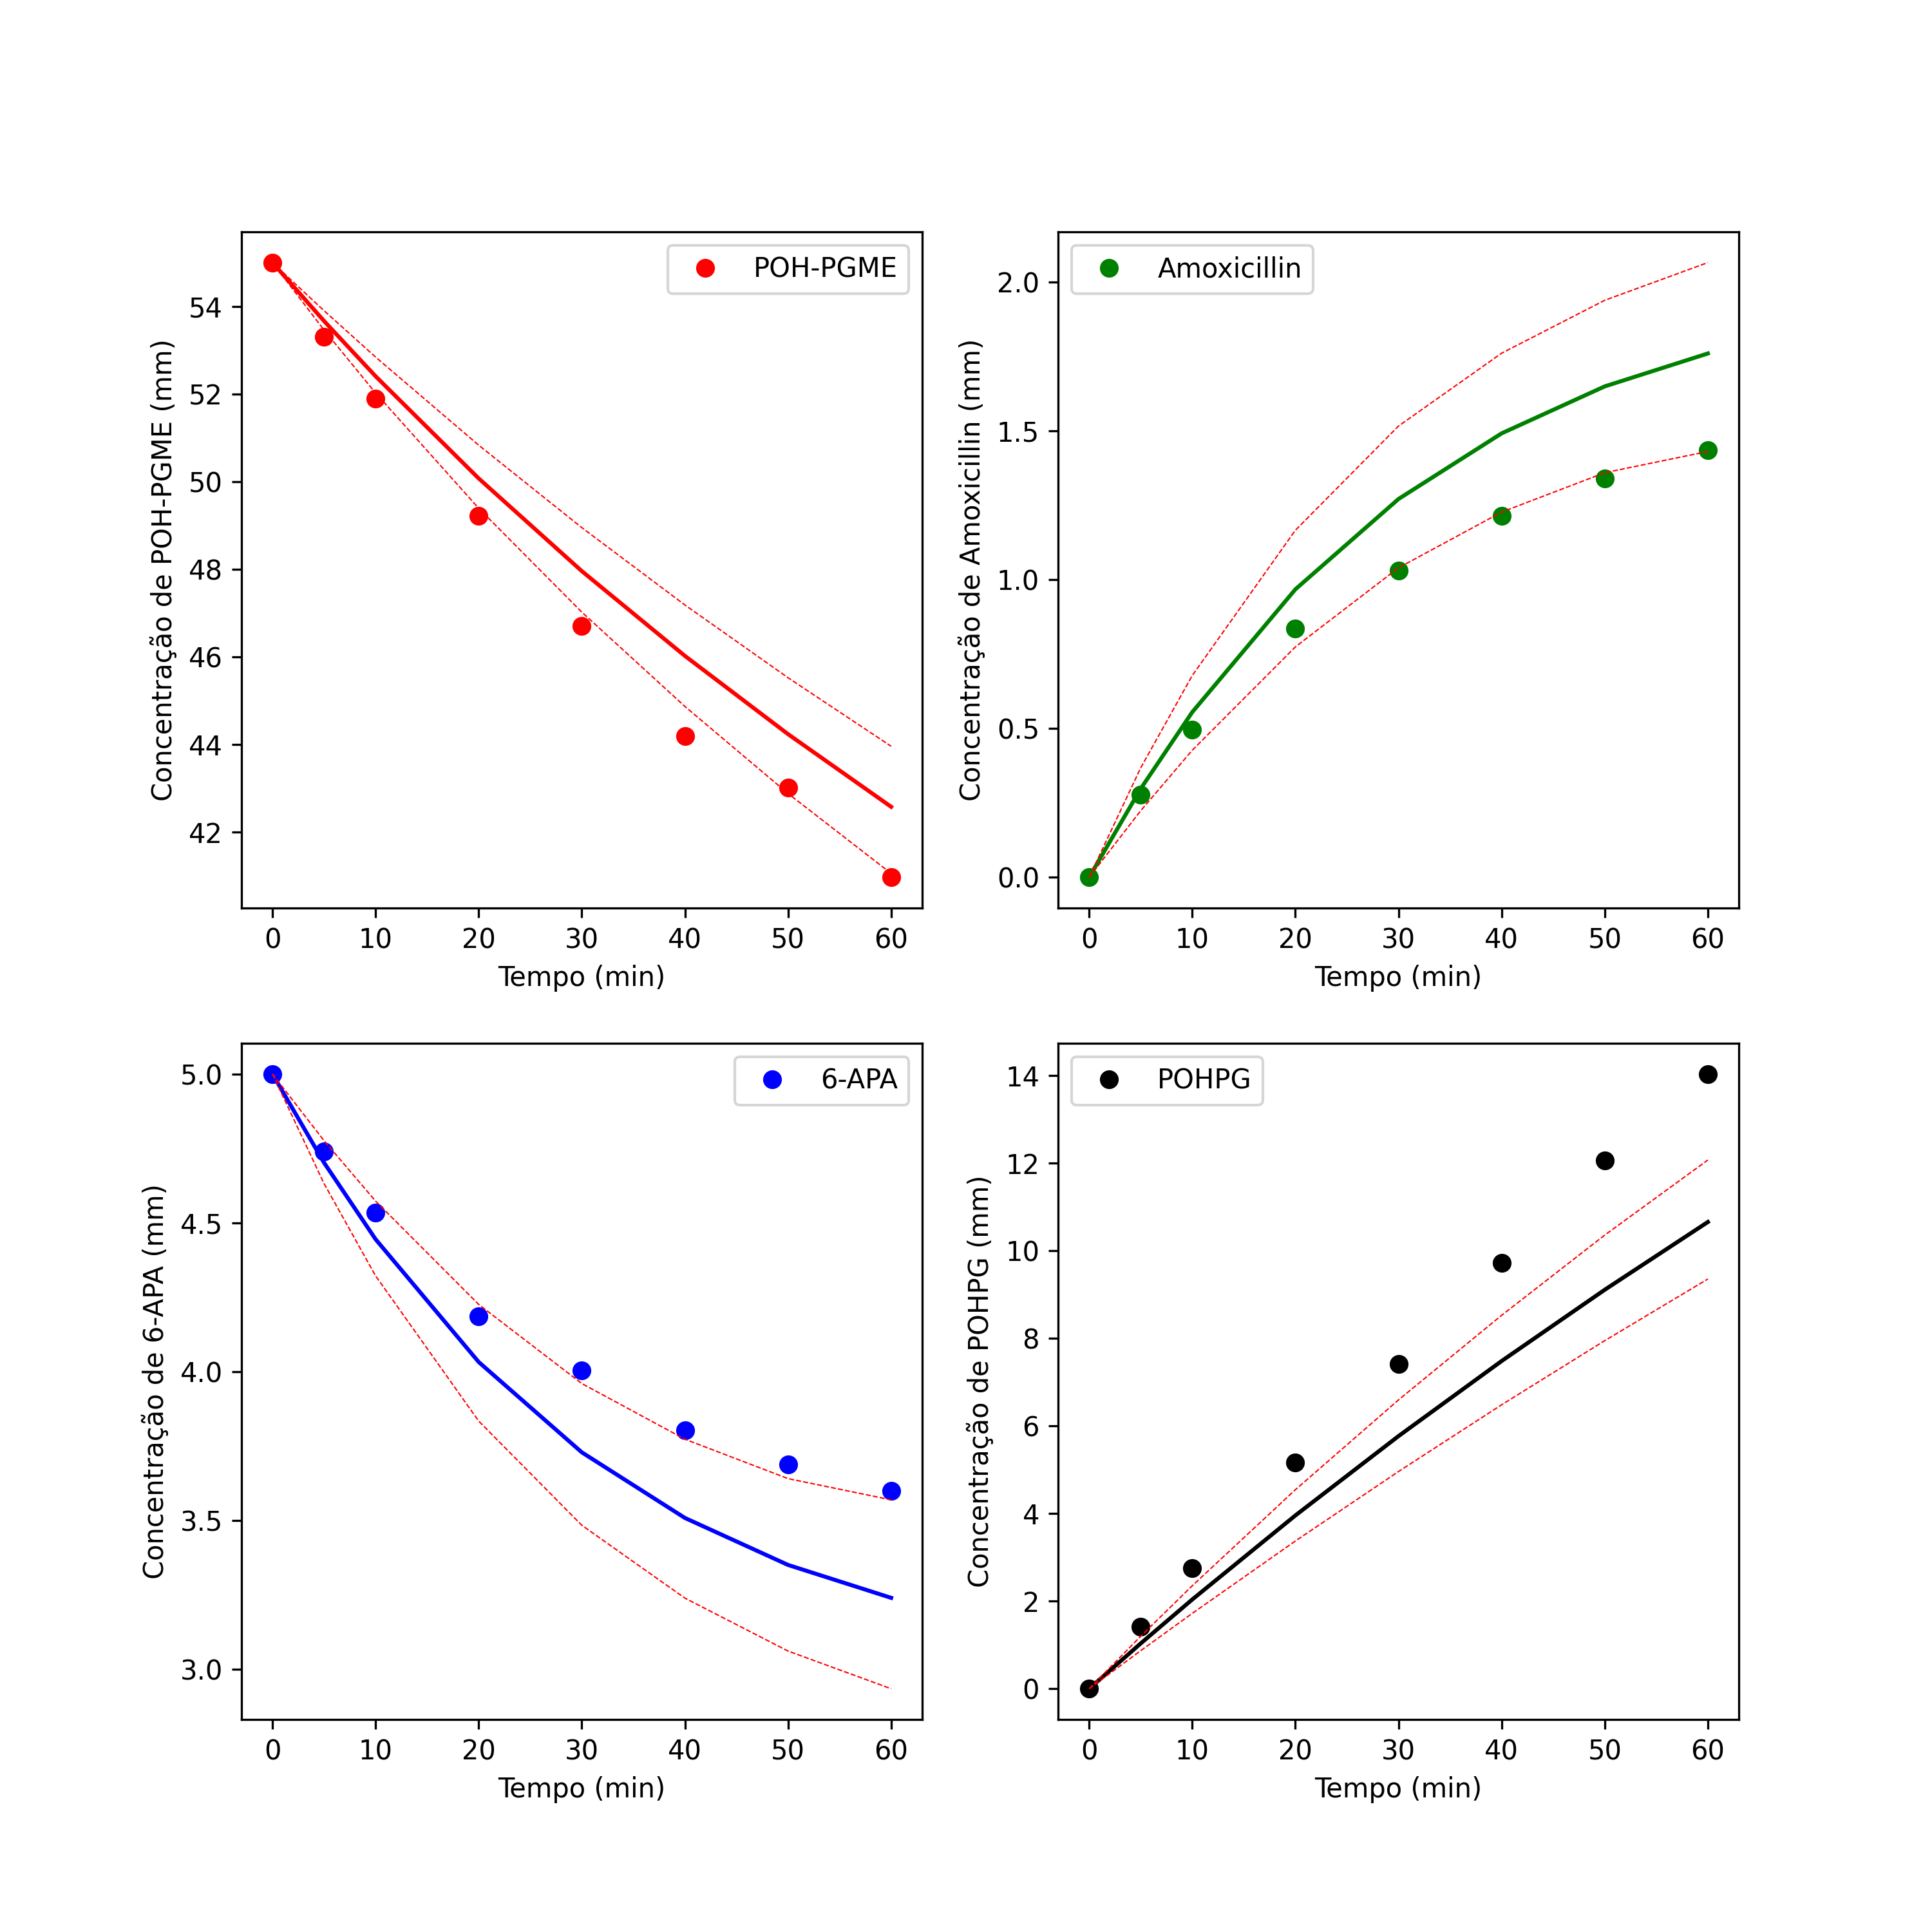 POH-PGME
54
52
50
48
46
44
42
Concentração de POH-PGME (mm)
0 10 20 30 40 50 60
Tempo (min)
Amoxicillin
2.0
1.5
1.0
0.5
0.0
Concentração de Amoxicillin (mm)
0 10 20 30 40 50 60
Tempo (min)
6-APA
5.0
4.5
4.0
3.5
3.0
Concentração de 6-APA (mm)
0 10 20 30 40 50 60
Tempo (min)
POHPG
14
12
10
8
6
4
2
0
Concentração de POHPG (mm)
0 10 20 30 40 50 60
Tempo (min)